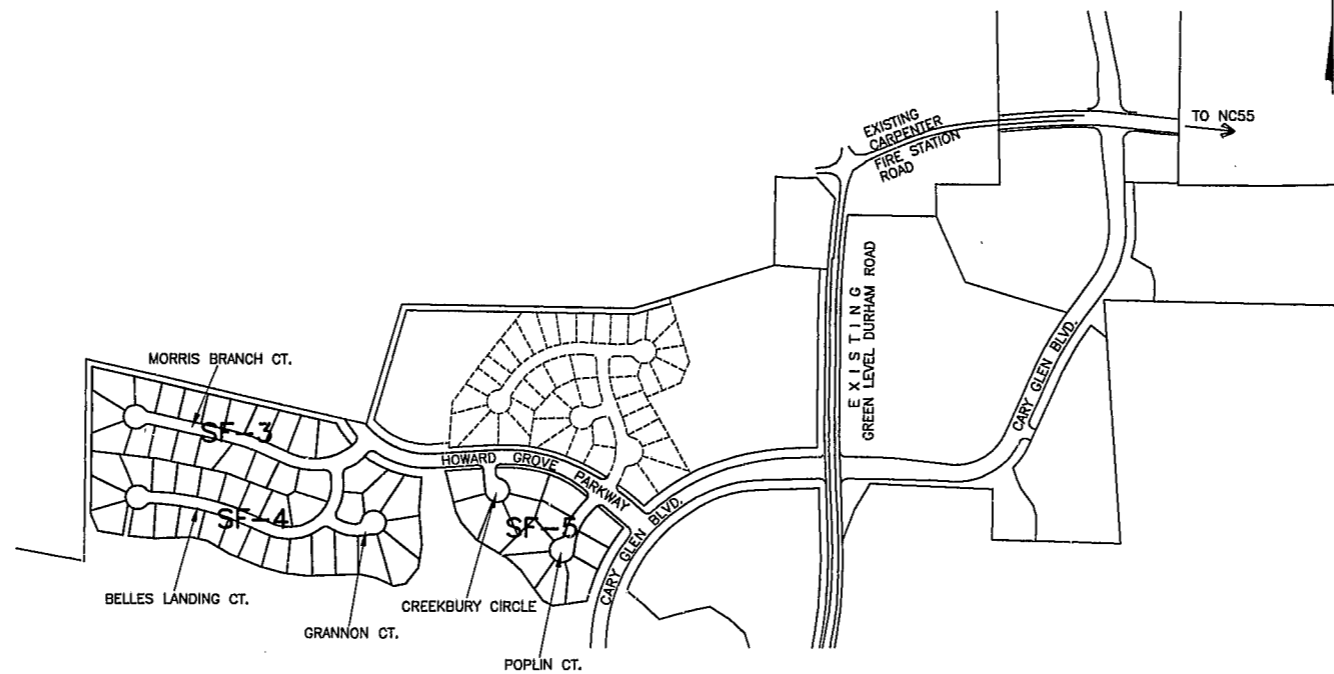 TO NC55
EXISTING
CARPENTER
FIRE STATION
ROAD
EXISTING
GREEN LEVEL DURHAM ROAD
CARY GLEN BLVD.
MORRIS BRANCH CT.
SF-3
HOWARD GROVE PARKWAY
SF-4
SF-5
CARY GLEN BLVD.
BELLES LANDING CT.
CREEKBURY CIRCLE
GRANNON CT.
POPLIN CT.